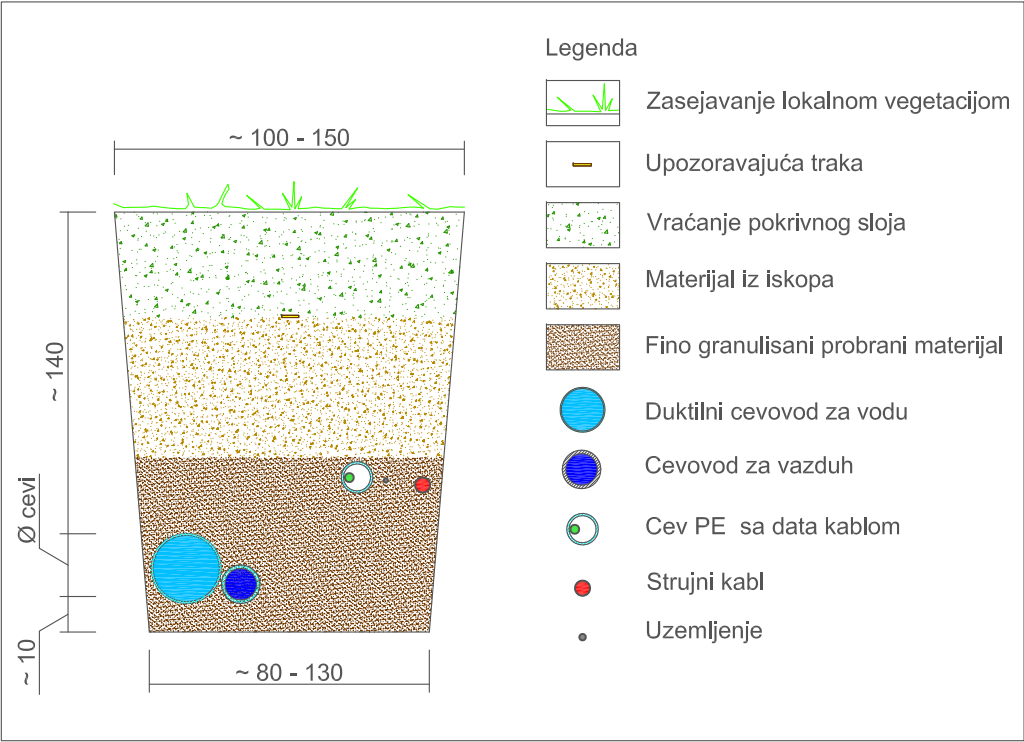 ~ 100 - 150
~ 140
Ø cevi
~ 10
~ 80 - 130
Legenda
Zasejavanje lokalnom vegetacijom
Upozoravajuća traka
Vraćanje pokrivnog sloja
Materijal iz iskopa
Fino granulisani probrani materijal
Duktilni cevovod za vodu
Cevovod za vazduh
Cev PE sa data kablom
Strujni kabl
Uzemljenje